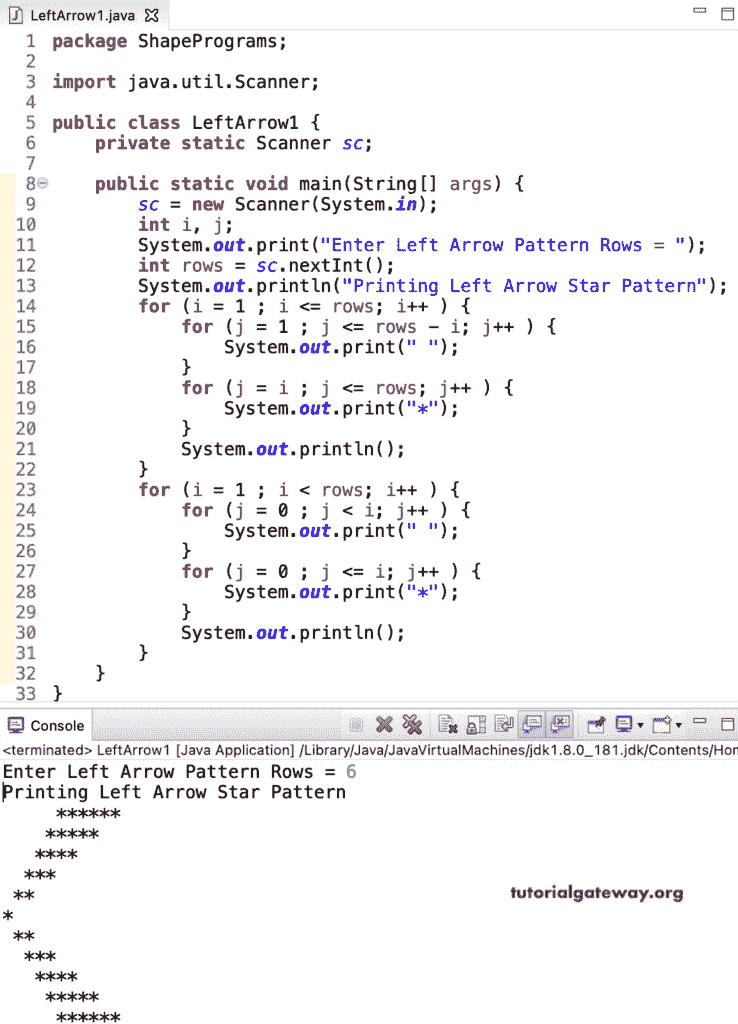 LeftArrow1.java
1 package ShapePrograms;
2
3 import java.util.Scanner;
4
5 public class LeftArrow1 {
6     private static Scanner sc;
7
8     public static void main(String[] args) {
9         sc = new Scanner(System.in);
10         int i, j;
11         System.out.print("Enter Left Arrow Pattern Rows = ");
12         int rows = sc.nextInt();
13         System.out.println("Printing Left Arrow Star Pattern");
14         for (i = 1 ; i <= rows; i++ ) {
15             for (j = 1 ; j <= rows - i; j++ ) {
16                 System.out.print(" ");
17             }
18             for (j = i ; j <= rows; j++ ) {
19                 System.out.print("*");
20             }
21             System.out.println();
22         }
23         for (i = 1 ; i < rows; i++ ) {
24             for (j = 0 ; j < i; j++ ) {
25                 System.out.print(" ");
26             }
27             for (j = 0 ; j <= i; j++ ) {
28                 System.out.print("*");
29             }
30             System.out.println();
31         }
32     }
33 }
Console
<terminated> LeftArrow1 [Java Application] /Library/Java/JavaVirtualMachines/jdk1.8.0_181.jdk/Contents/Hor
Enter Left Arrow Pattern Rows = 6
Printing Left Arrow Star Pattern
     ******
    *****
   ****
  ***
 **
*
 **
  ***
   ****
    *****
     ******
tutorialgateway.org